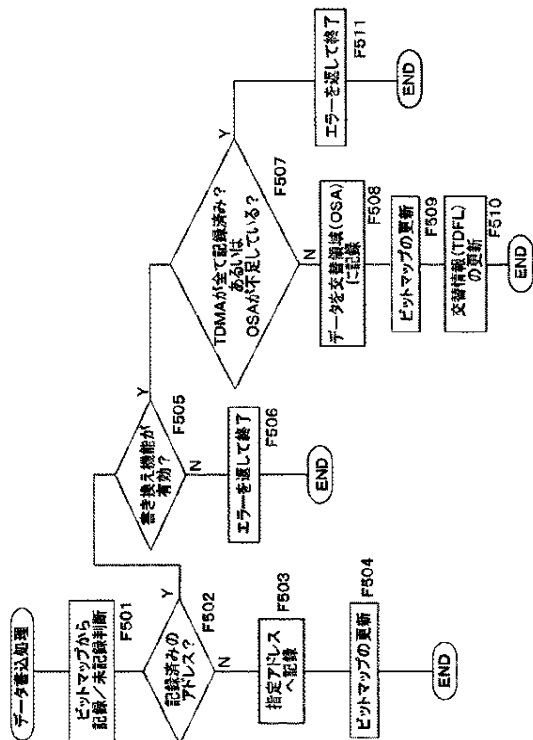 データ書込処理
ビットマップから
記録／未記録判断
F501
記録済みの
アドレス？
F502
Y
N
指定アドレス
へ記録
F503
ビットマップの更新
F504
END
書き換え機能が
有効？
F505
Y
N
エラーを返して終了
F506
END
TDMAが全て記録済み？
あるいは
OSAが不足している？
F507
Y
N
データを交替領域(OSA)
に記録
F508
ビットマップの更新
F509
交替情報(TDFL)
の更新
F510
END
エラーを返して終了
F511
END